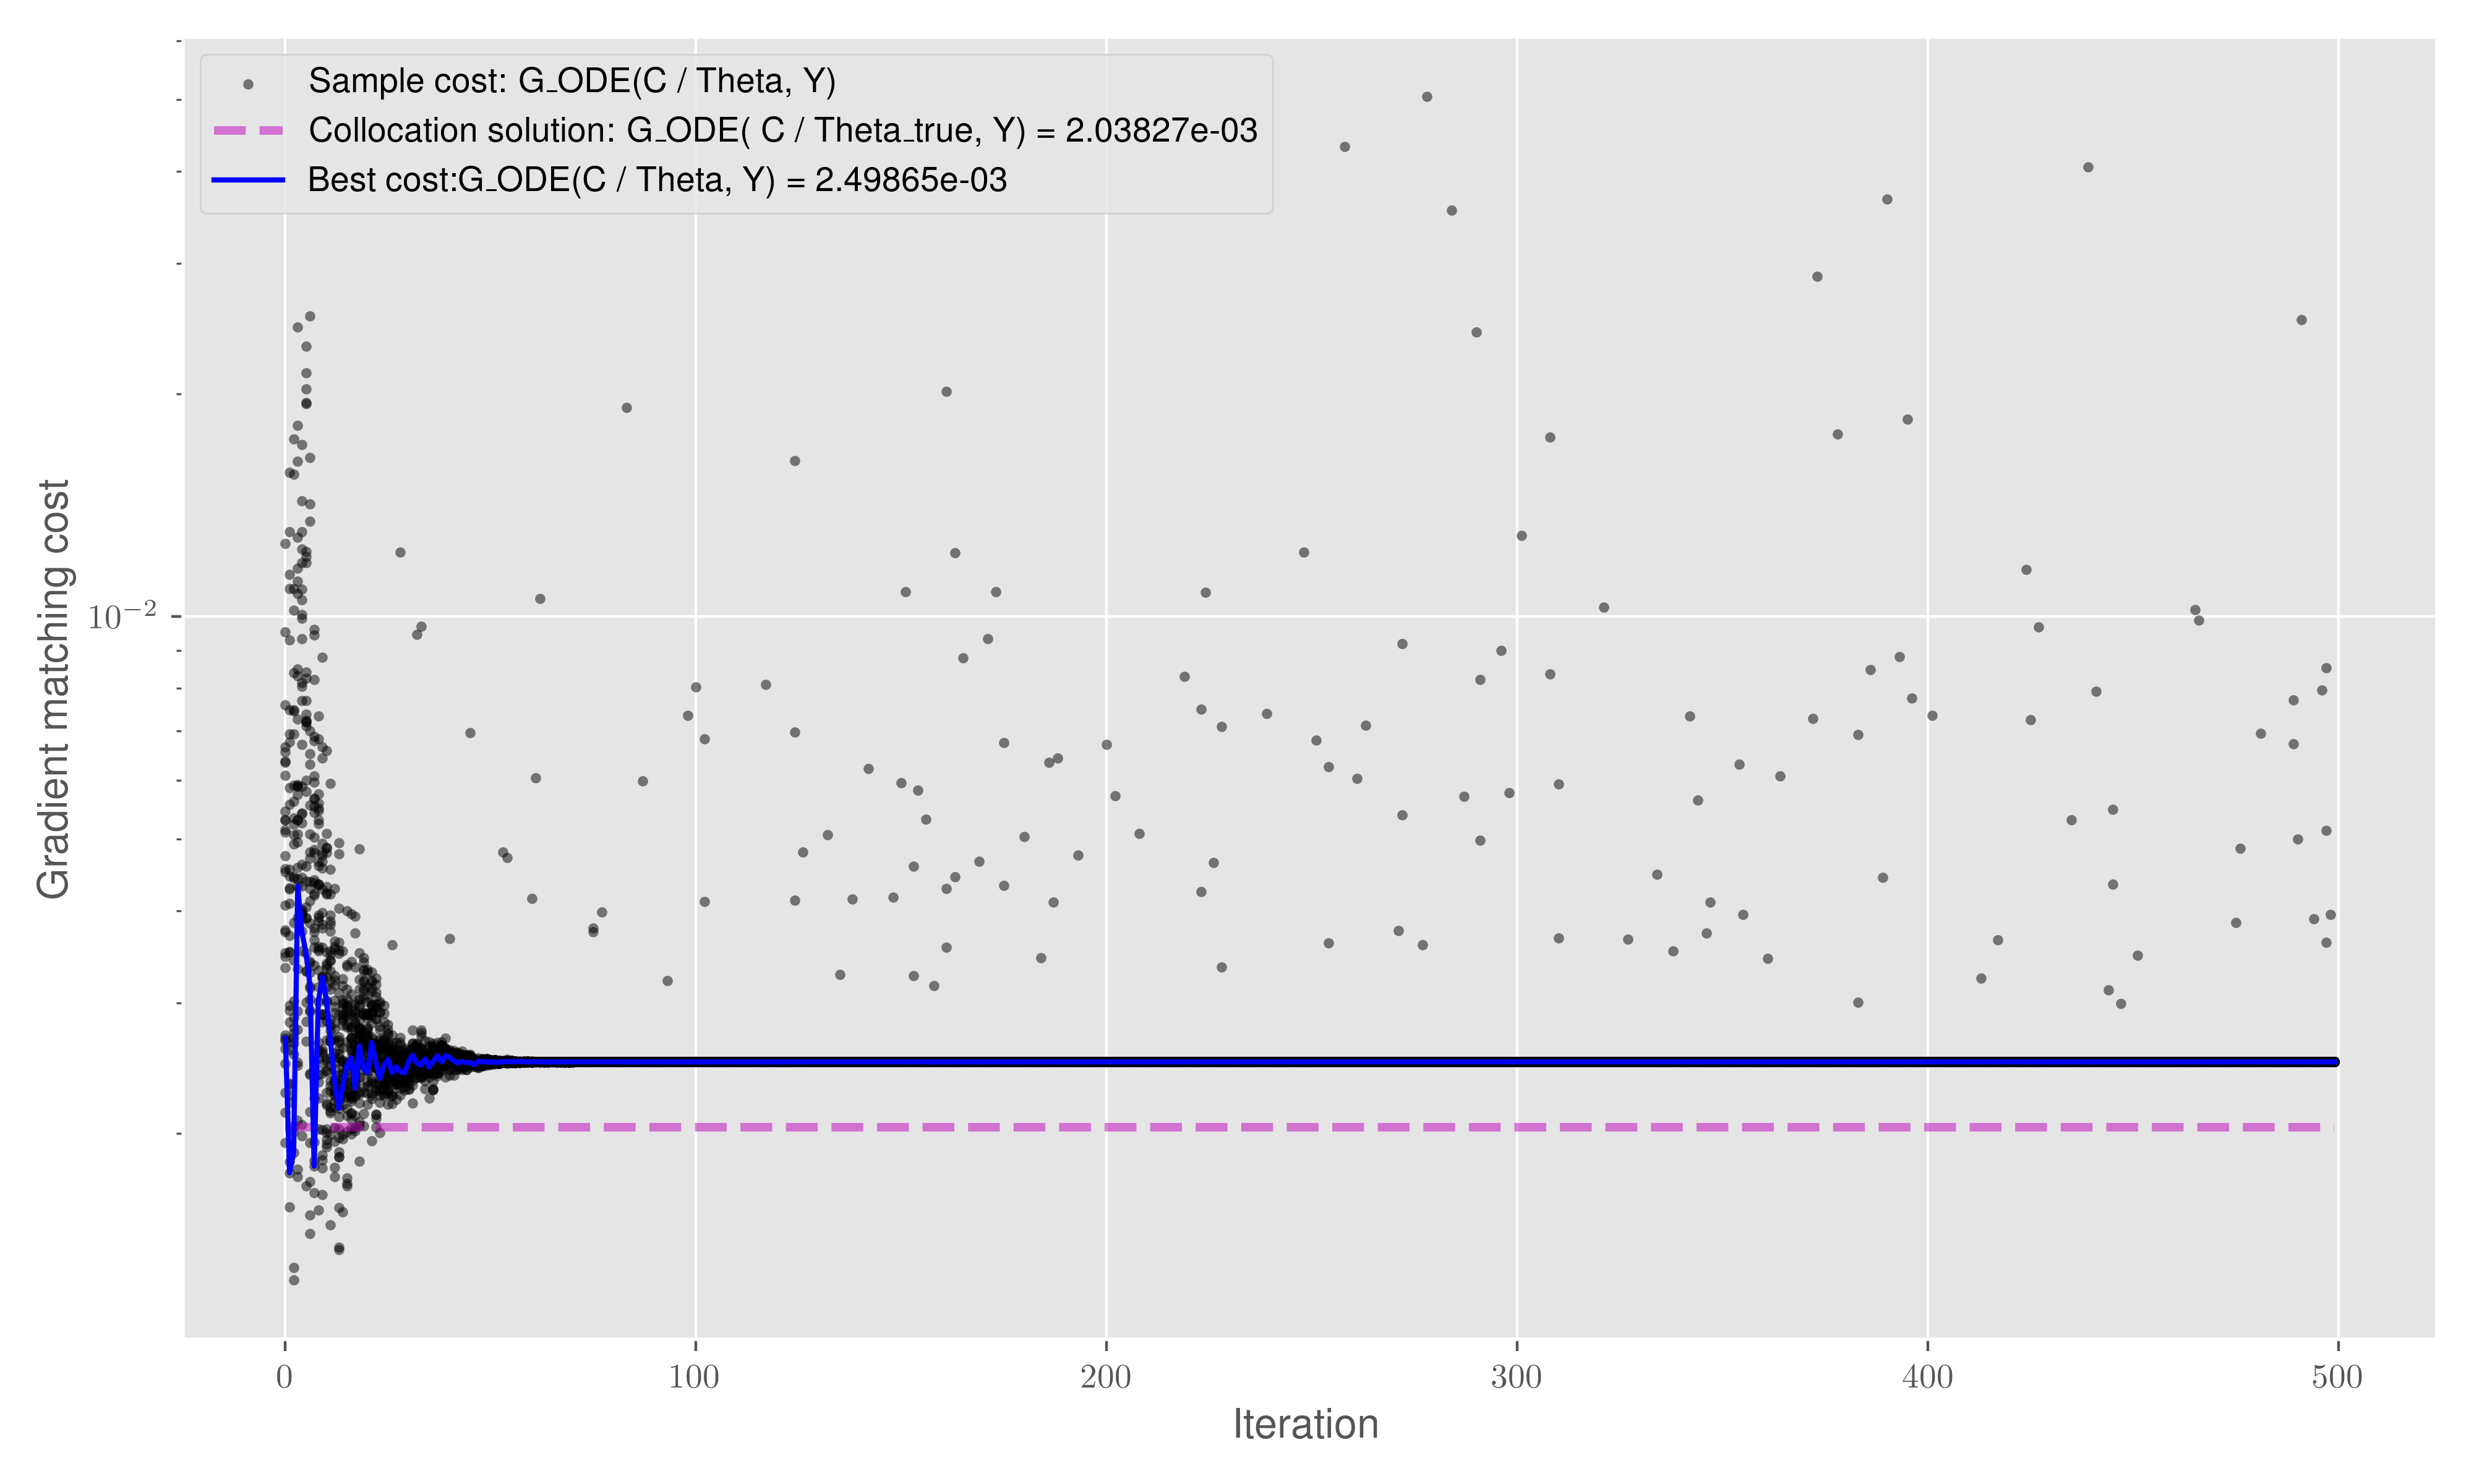 Sample cost: G_ODE(C / Theta, Y)
Collocation solution: G_ODE( C / Theta_true, Y) = 2.03827e-03
Best cost:G_ODE(C / Theta, Y) = 2.49865e-03
Gradient matching cost
10⁻²
0 100 200 300 400 500
Iteration